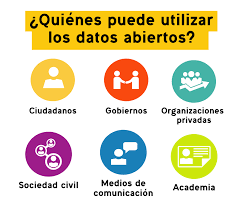 ¿Quiénes puede utilizar
los datos abiertos?
Ciudadanos
Gobiernos
Organizaciones
privadas
Sociedad civil
Medios de
comunicación
Academia